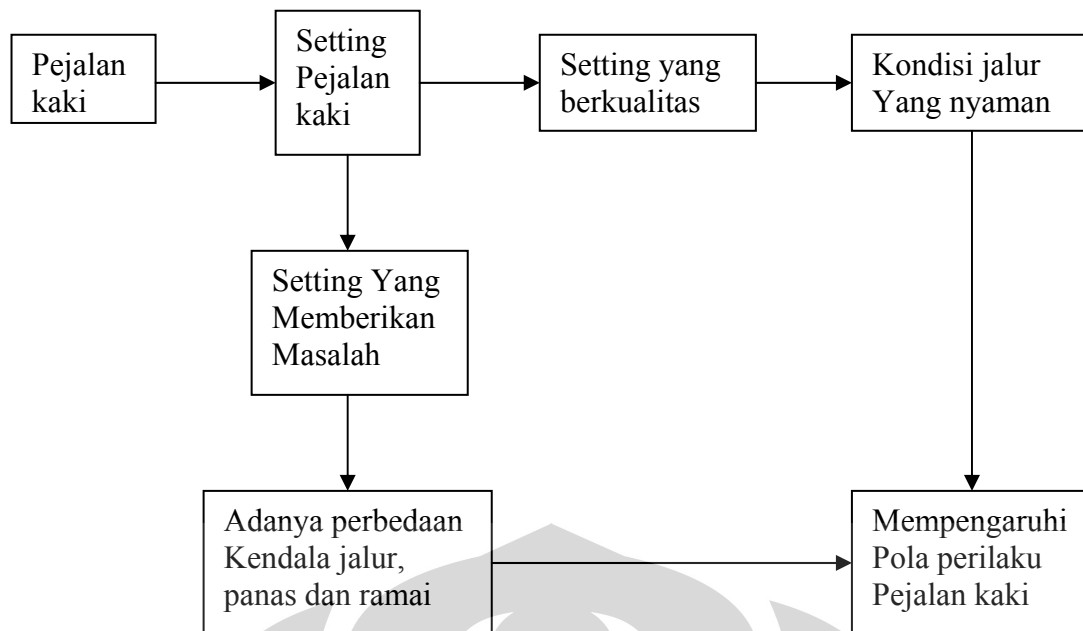 Pejalan
kaki
Setting
Pejalan
kaki
Setting yang
berkualitas
Kondisi jalur
Yang nyaman
Setting Yang
Memberikan
Masalah
Adanya perbedaan
Kendala jalur,
panas dan ramai
Mempengaruhi
Pola perilaku
Pejalan kaki